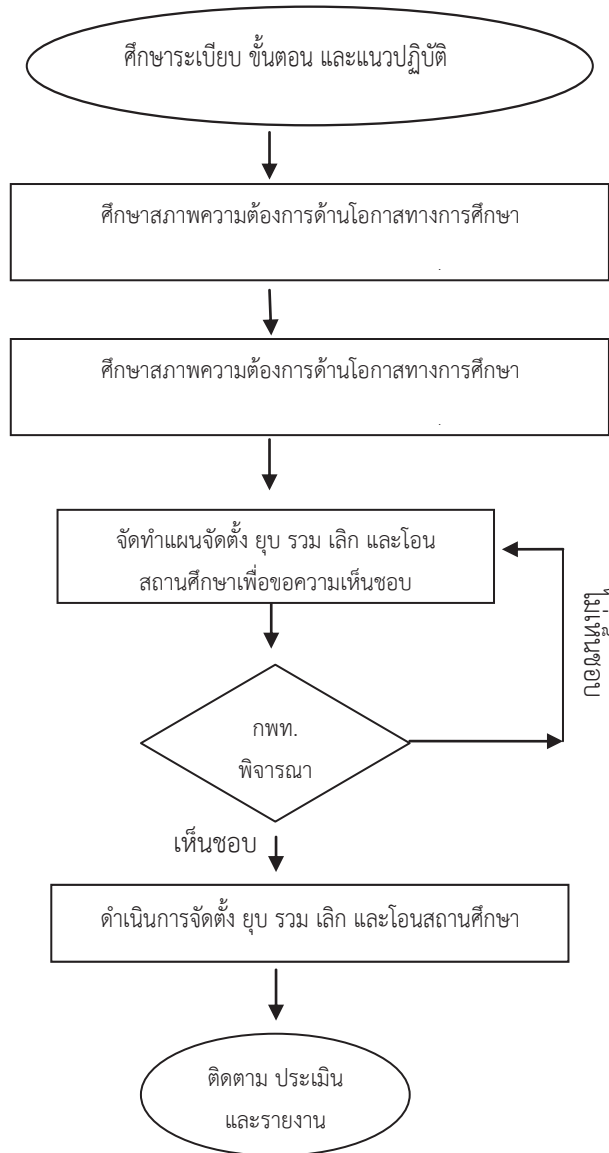 ศึกษาระเบียบ ขั้นตอน และแนวปฏิบัติ
ศึกษาสภาพความต้องการด้านโอกาสทางการศึกษา
ศึกษาสภาพความต้องการด้านโอกาสทางการศึกษา
จัดทำแผนจัดตั้ง ยุบ รวม เลิก และโอน
สถานศึกษาเพื่อขอความเห็นชอบ
ไม่เห็นชอบ
กพท.
พิจารณา
เห็นชอบ
ดำเนินการจัดตั้ง ยุบ รวม เลิก และโอนสถานศึกษา
ติดตาม ประเมิน
และรายงาน